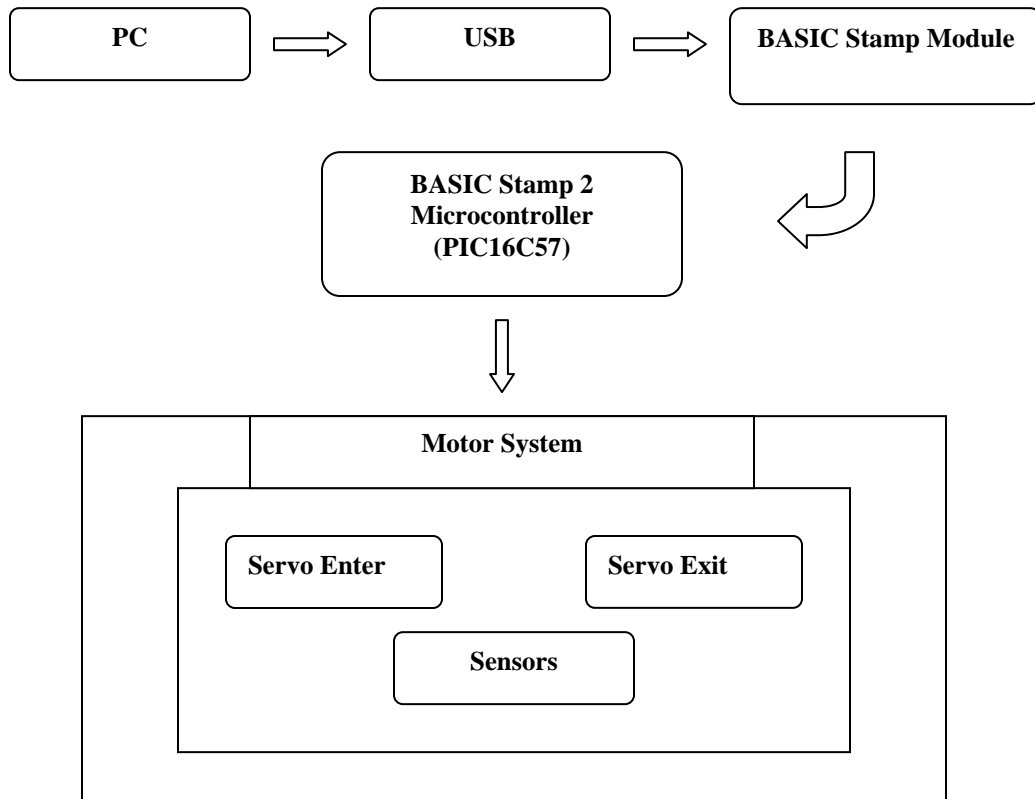 PC
USB
BASIC Stamp Module
BASIC Stamp 2
Microcontroller
(PIC16C57)
Motor System
Servo Enter
Servo Exit
Sensors